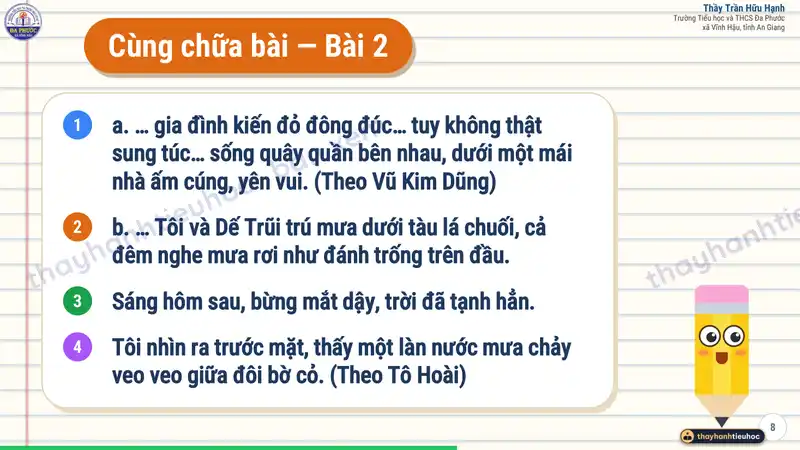 Thầy Trần Hữu Hạnh
Trường Tiểu học và THCS Đa Phước
xã Vĩnh Hậu, tỉnh An Giang
ĐA PHƯỚC
Cùng chữa bài – Bài 2
1
a. … gia đình kiến đỏ đông đúc… tuy không thật
sung túc… sống quây quần bên nhau, dưới một mái
nhà ấm cúng, yên vui. (Theo Vũ Kim Dũng)
2
b. … Tôi và Dế Trũi trú mưa dưới tàu lá chuối, cả
đêm nghe mưa rơi như đánh trống trên đầu.
3
Sáng hôm sau, bừng mắt dậy, trời đã tạnh hẳn.
4
Tôi nhìn ra trước mặt, thấy một làn nước mưa chảy
veo veo giữa đôi bờ cỏ. (Theo Tô Hoài)
thayhanhtieuhoc
8